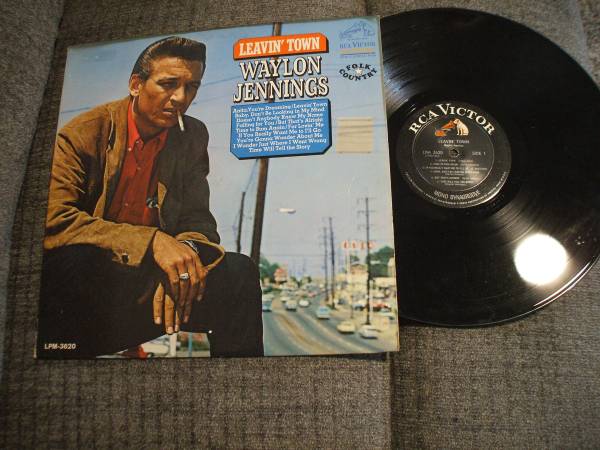 LEAVIN' TOWN
WAYLON
JENNINGS
RCA VICTOR
FOLK
COUNTRY
Anita, You're Dreaming/Leavin' Town
Baby, Don't Be Looking in My Mind
Doesn't Anybody Know My Name
Falling for You/But That's Alright
Time to Bum Again/For Lovin' Me
If You Really Want Me to I'll Go
You're Gonna Wonder About Me
I Wonder Just Where I Went Wrong
Time Will Tell the Story
LPM-3620
RCA VICTOR
LEAVIN' TOWN
SIDE 1
MONO DYNAGROOVE